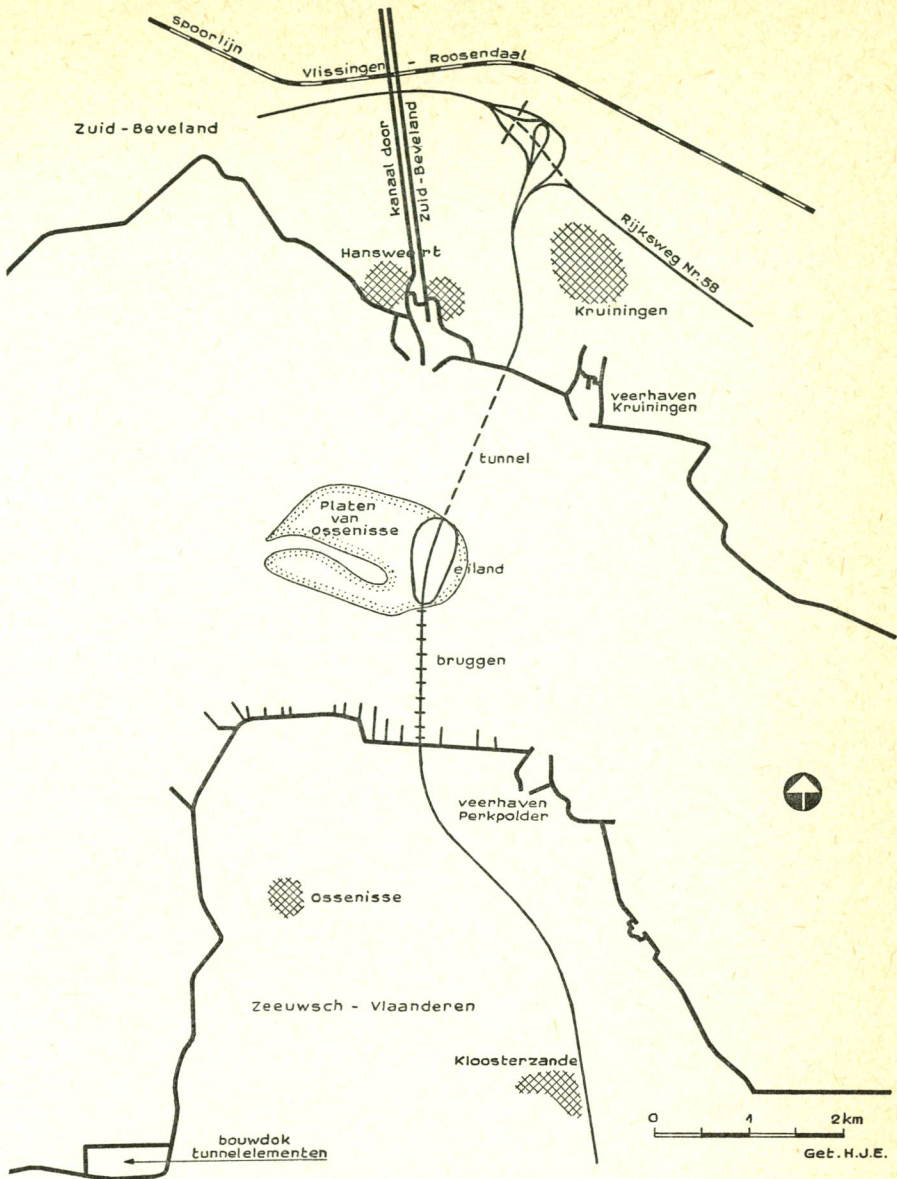 spoorlijn
Vlissingen - Roosendaal
Zuid-Beveland
kanaal door
Zuid-Beveland
Hansweert
Rijksweg Nr. 58
Kruiningen
veerhaven
Kruiningen
tunnel
Platen
van
Ossenisse
eiland
bruggen
veerhaven
Perkpolder
Ossenisse
Zeeuwsch - Vlaanderen
Kloosterzande
0 1 2km
bouwdok
tunnelelementen
Get. H.J.E.